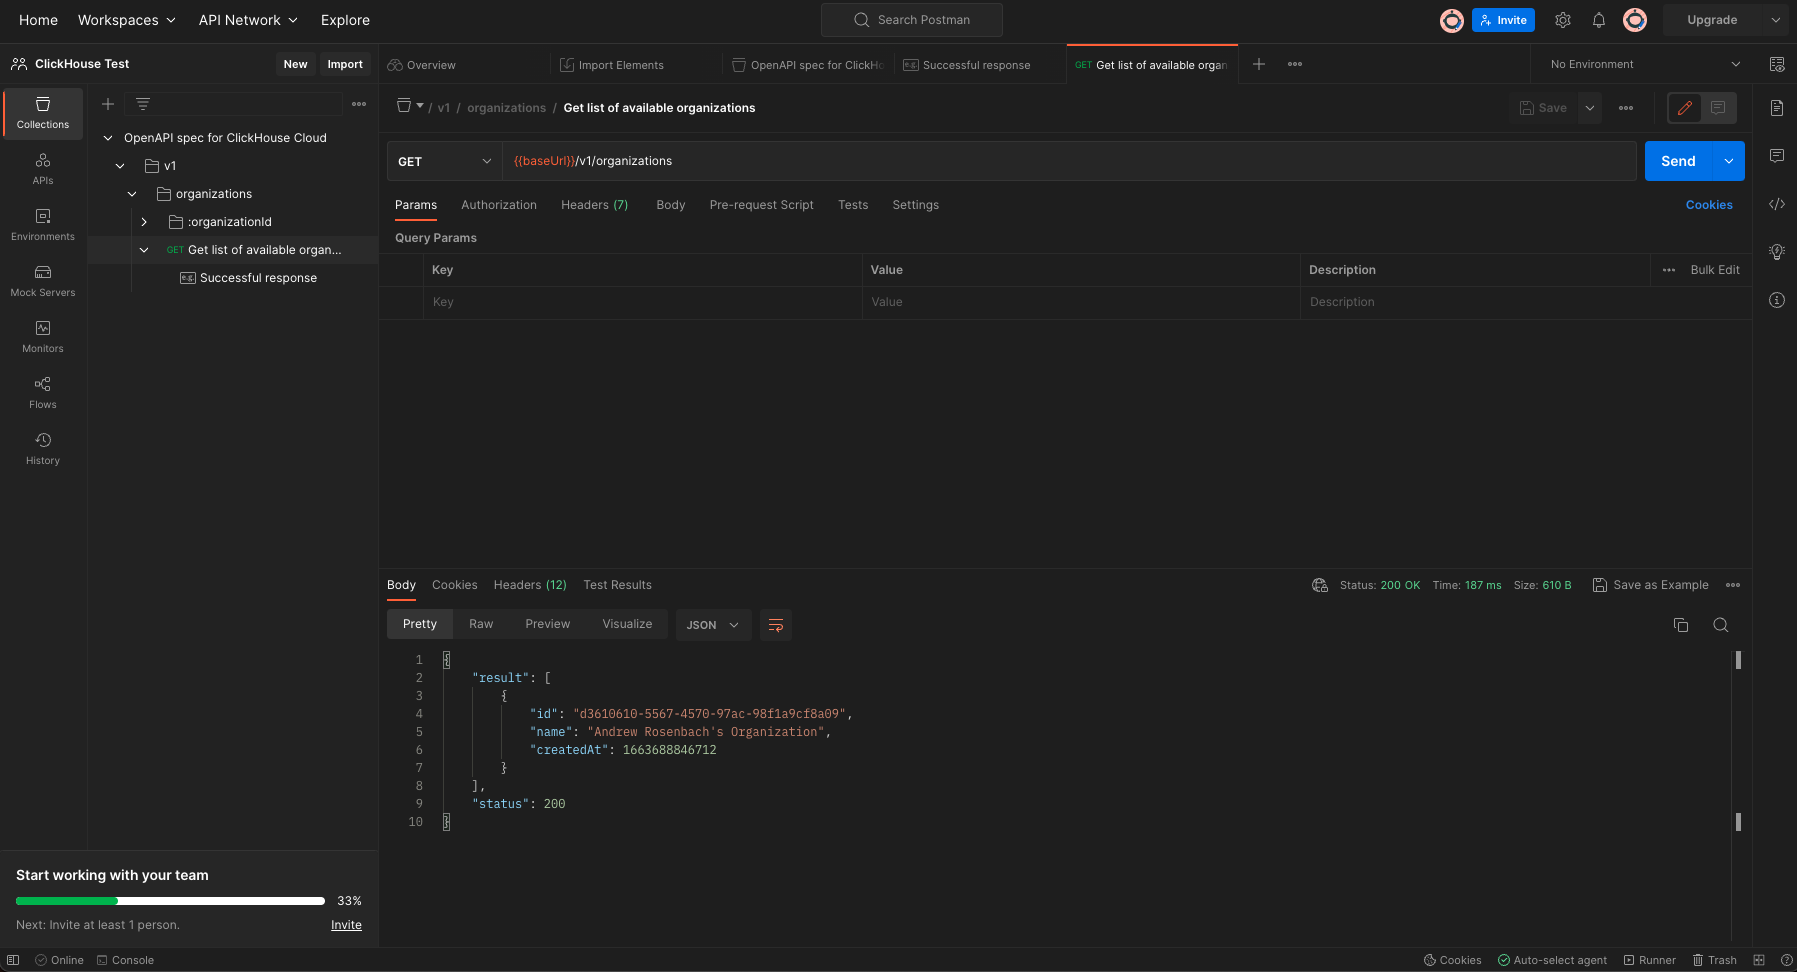 Home Workspaces API Network Explore Search Postman Invite Upgrade
ClickHouse Test New Import Overview Import Elements OpenAPI spec for ClickHo Successful response GET Get list of available organ No Environment
Collections
APIs
Environments
Mock Servers
Monitors
Flows
History
OpenAPI spec for ClickHouse Cloud
v1
organizations
:organizationId
GET Get list of available organ...
e.g. Successful response
/ v1 / organizations / Get list of available organizations Save
GET {{baseUrl}}/v1/organizations Send
Params Authorization Headers (7) Body Pre-request Script Tests Settings Cookies
Query Params
Key Value Description Bulk Edit
Key Value Description
Body Cookies Headers (12) Test Results Status: 200 OK Time: 187 ms Size: 610 B Save as Example
Pretty Raw Preview Visualize JSON
1 {
2 "result": [
3 {
4 "id": "d3610610-5567-4570-97ac-98f1a9cf8a09",
5 "name": "Andrew Rosenbach's Organization",
6 "createdAt": 1663688846712
7 }
8 ],
9 "status": 200
10 }
Start working with your team
33%
Next: Invite at least 1 person. Invite
Online Console Cookies Auto-select agent Runner Trash